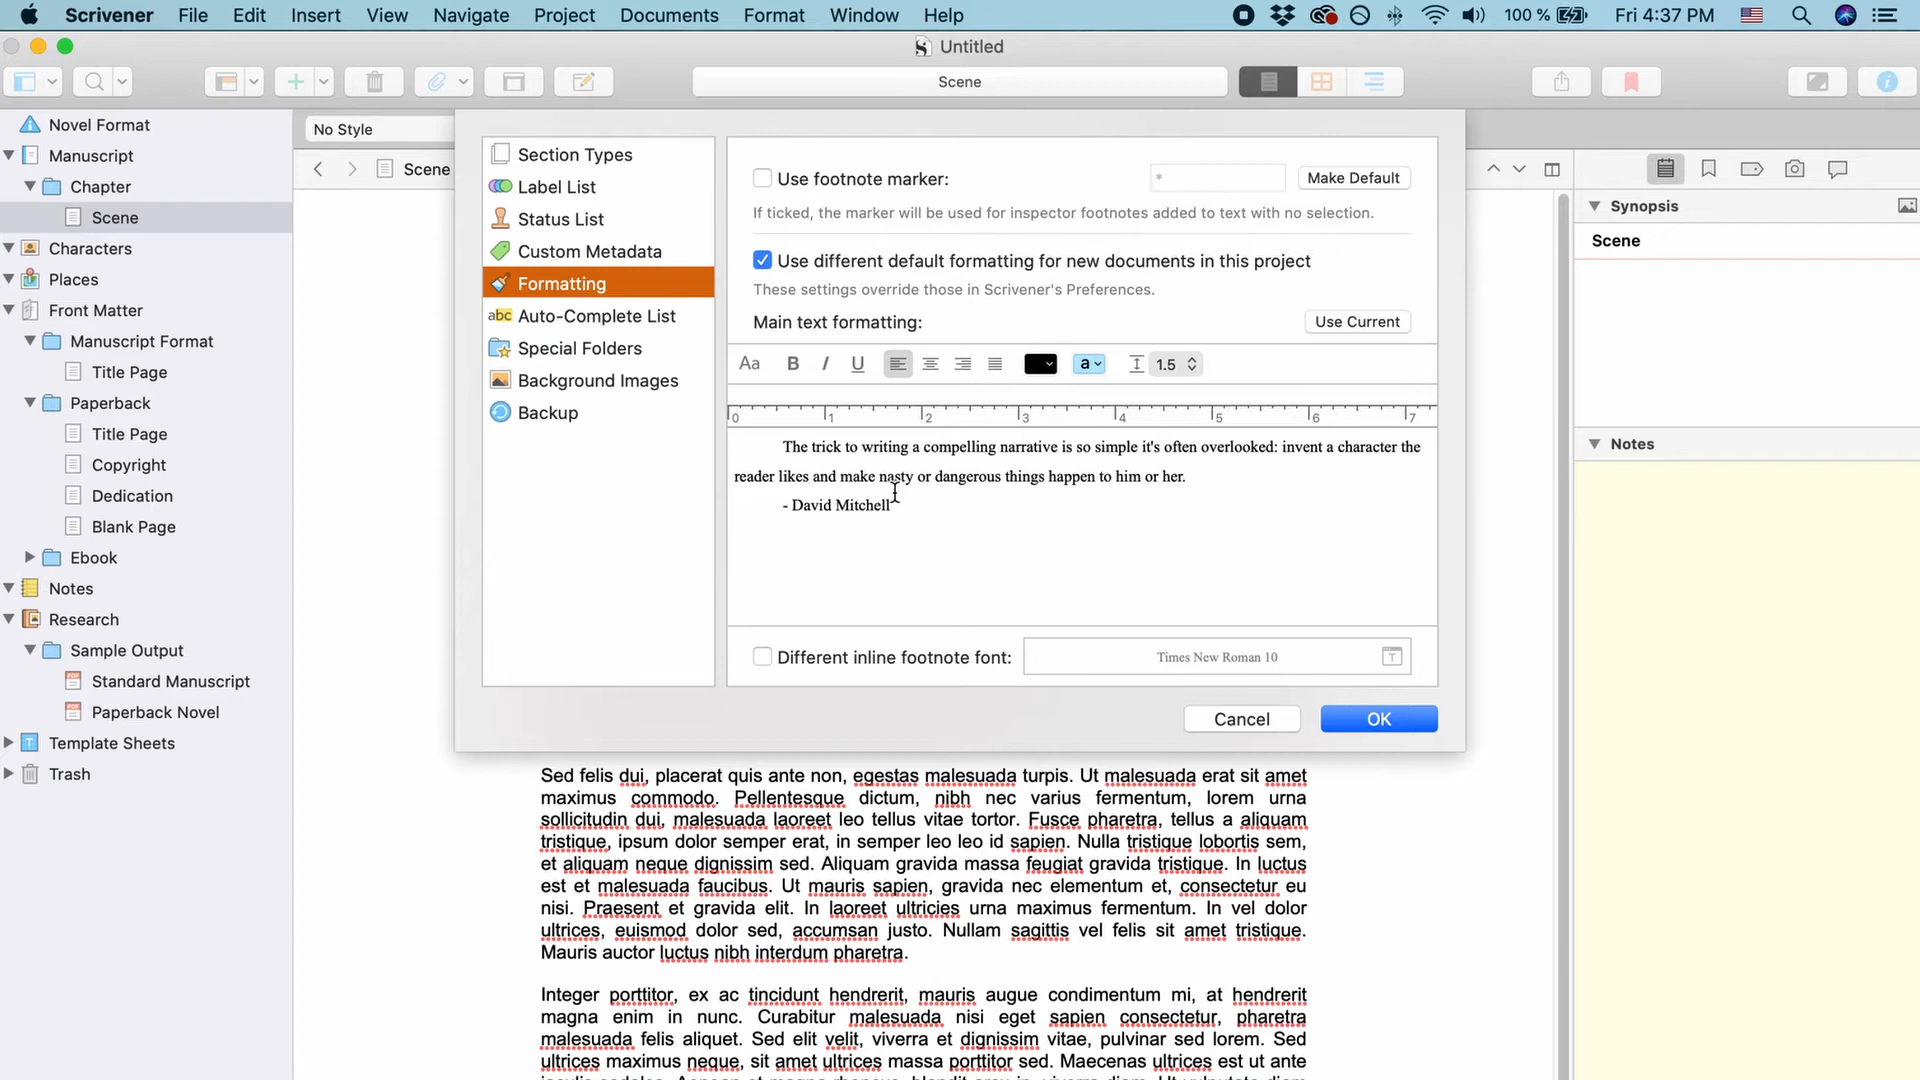 Scrivener File Edit Insert View Navigate Project Documents Format Window Help 100 % Fri 4:37 PM
Untitled
Scene
Novel Format
Manuscript
Chapter
Scene
Characters
Places
Front Matter
Manuscript Format
Title Page
Paperback
Title Page
Copyright
Dedication
Blank Page
Ebook
Notes
Research
Sample Output
Standard Manuscript
Paperback Novel
Template Sheets
Trash
No Style
Scene
Section Types
Label List
Status List
Custom Metadata
Formatting
abc Auto-Complete List
Special Folders
Background Images
Backup
Use footnote marker: * Make Default
If ticked, the marker will be used for inspector footnotes added to text with no selection.
Use different default formatting for new documents in this project
These settings override those in Scrivener's Preferences.
Main text formatting: Use Current
Aa B I U a 1.5
0 1 2 3 4 5 6 7
The trick to writing a compelling narrative is so simple it's often overlooked: invent a character the
reader likes and make nasty or dangerous things happen to him or her.
- David Mitchell
Different inline footnote font: Times New Roman 10
Cancel OK
Sed felis dui, placerat quis ante non, egestas malesuada turpis. Ut malesuada erat sit amet
maximus commodo. Pellentesque dictum, nibh nec varius fermentum, lorem urna
sollicitudin dui, malesuada laoreet leo tellus vitae tortor. Fusce pharetra, tellus a aliquam
tristique, ipsum dolor semper erat, in semper leo leo id sapien. Nulla tristique lobortis sem,
et aliquam neque dignissim sed. Aliquam gravida massa feugiat gravida tristique. In luctus
est et malesuada faucibus. Ut mauris sapien, gravida nec elementum et, consectetur eu
nisi. Praesent et gravida elit. In laoreet ultricies urna maximus fermentum. In vel dolor
ultrices, euismod dolor sed, accumsan justo. Nullam sagittis vel felis sit amet tristique.
Mauris auctor luctus nibh interdum pharetra.
Integer porttitor, ex ac tincidunt hendrerit, mauris augue condimentum mi, at hendrerit
magna enim in nunc. Curabitur malesuada nisi eget sapien consectetur, pharetra
malesuada felis aliquet. Sed elit velit, viverra et dignissim vitae, pulvinar sed lorem. Sed
ultrices maximus neque, sit amet ultrices massa porttitor sed. Maecenas ultrices est ut ante
Synopsis
Scene
Notes